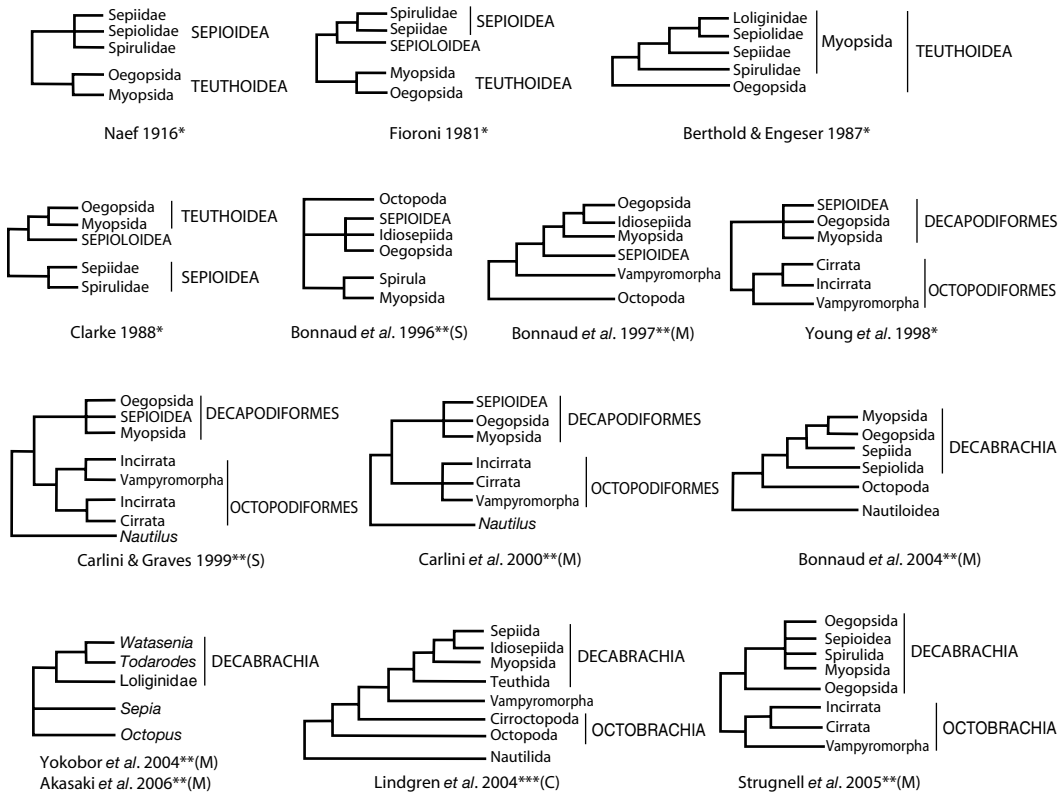 Sepiidae
Sepiolidae
Spirulidae
SEPIOIDEA
Oegopsida
Myopsida
TEUTHOIDEA
Naef 1916*
Spirulidae
Sepiidae
SEPIOIDEA
SEPIOLOIDEA
Myopsida
Oegopsida
TEUTHOIDEA
Fioroni 1981*
Loliginidae
Sepiolidae
Sepiidae
Spirulidae
Myopsida
Oegopsida
TEUTHOIDEA
Berthold & Engeser 1987*
Oegopsida
Myopsida
TEUTHOIDEA
SEPIOLOIDEA
Sepiidae
Spirulidae
SEPIOIDEA
Clarke 1988*
Octopoda
SEPIOIDEA
Idiosepiida
Oegopsida
Spirula
Myopsida
Bonnaud et al. 1996**(S)
Oegopsida
Idiosepiida
Myopsida
SEPIOIDEA
Vampyromorpha
Octopoda
Bonnaud et al. 1997**(M)
SEPIOIDEA
Oegopsida
Myopsida
DECAPODIFORMES
Cirrata
Incirrata
Vampyromorpha
OCTOPODIFORMES
Young et al. 1998*
Oegopsida
SEPIOIDEA
Myopsida
DECAPODIFORMES
Incirrata
Vampyromorpha
Incirrata
Cirrata
OCTOPODIFORMES
Nautilus
Carlini & Graves 1999**(S)
SEPIOIDEA
Oegopsida
Myopsida
DECAPODIFORMES
Incirrata
Cirrata
Vampyromorpha
OCTOPODIFORMES
Nautilus
Carlini et al. 2000**(M)
Myopsida
Oegopsida
Sepiida
Sepiolida
DECABRACHIA
Octopoda
Nautiloidea
Bonnaud et al. 2004**(M)
Watasenia
Todarodes
Loliginidae
DECABRACHIA
Sepia
Octopus
Yokobor et al. 2004**(M)
Akasaki et al. 2006**(M)
Sepiida
Idiosepiida
Myopsida
Teuthida
DECABRACHIA
Vampyromorpha
Cirroctopoda
Octopoda
OCTOBRACHIA
Nautilida
Lindgren et al. 2004***(C)
Oegopsida
Sepioidea
Spirulida
Myopsida
Oegopsida
DECABRACHIA
Incirrata
Cirrata
Vampyromorpha
OCTOBRACHIA
Strugnell et al. 2005**(M)